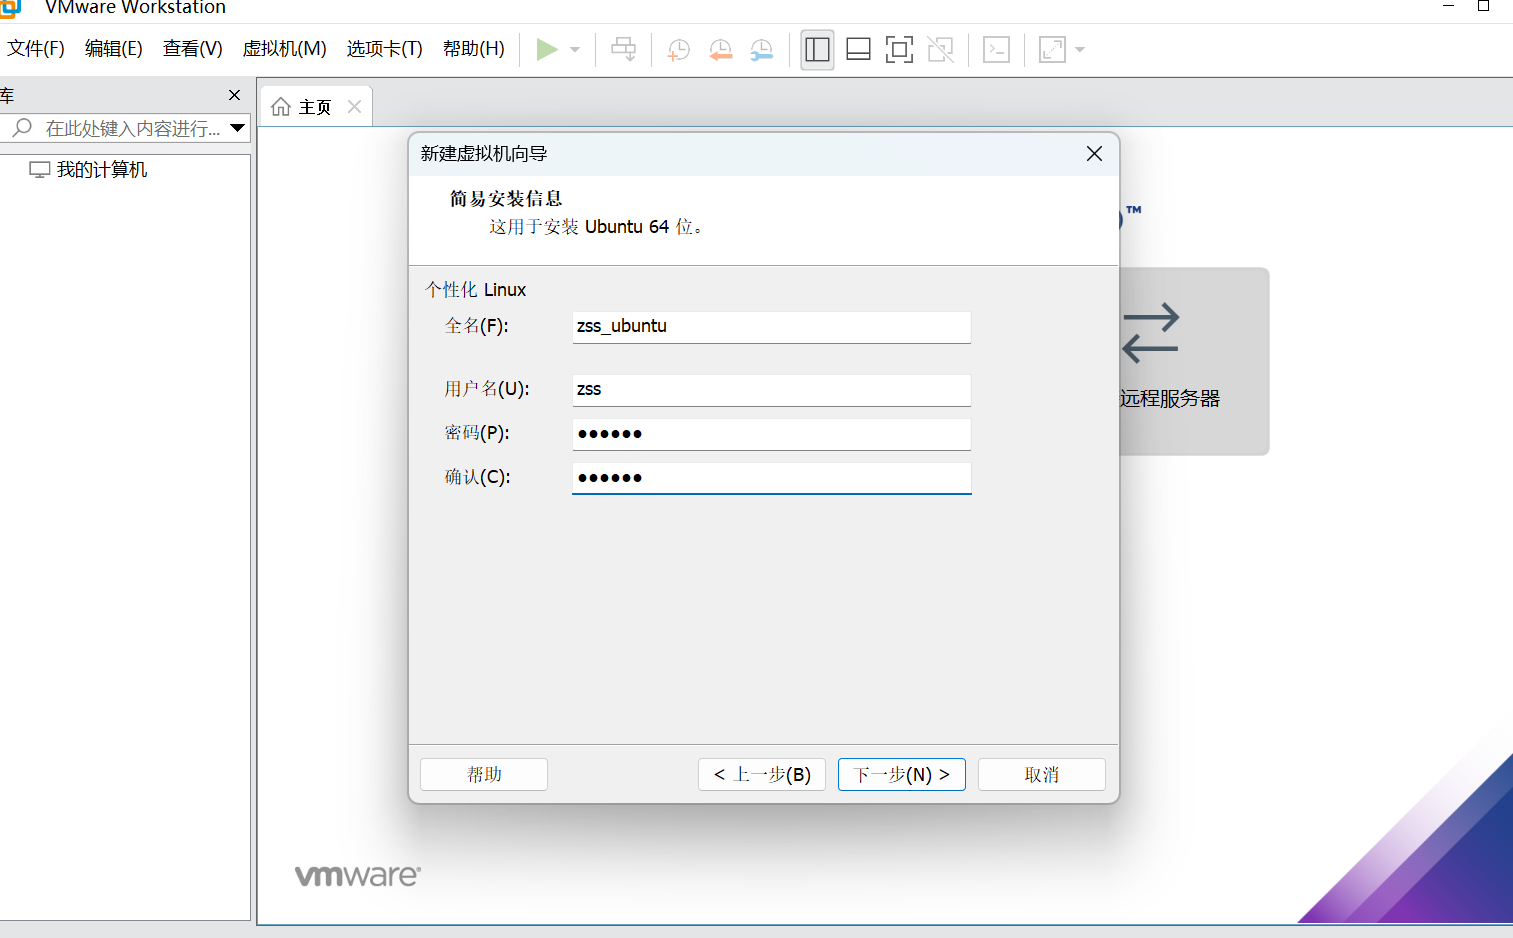 VMware Workstation
文件(F) 编辑(E) 查看(V) 虚拟机(M) 选项卡(T) 帮助(H)
库
主页
在此处键入内容进行...
我的计算机
新建虚拟机向导
简易安装信息
这用于安装 Ubuntu 64 位。
TM
个性化 Linux
全名(F): zss_ubuntu
用户名(U): zss
密码(P): ●●●●●●
确认(C): ●●●●●●
远程服务器
帮助 < 上一步(B) 下一步(N) > 取消
vmware